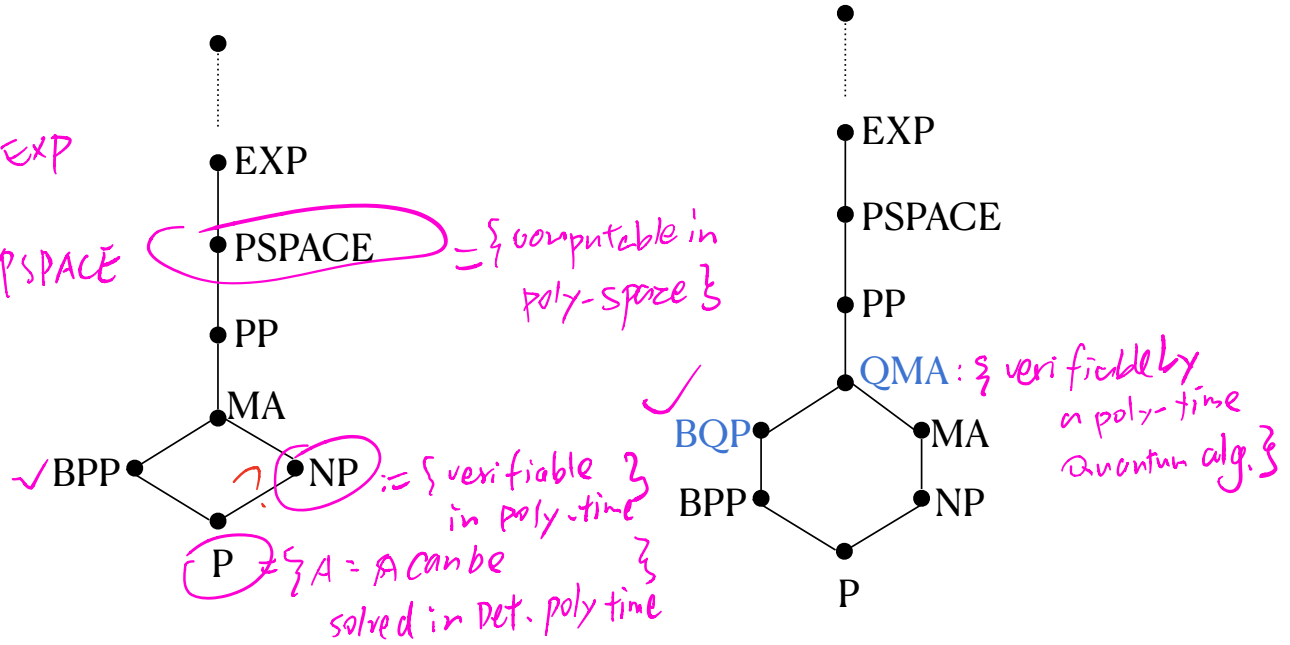 EXP
EXP
PSPACE
PSPACE
= { computable in
poly-space }
PP
MA
✓ BPP
?
NP
:= { verifiable }
in poly-time
P
= { A = A can be }
solved in Det. poly time
EXP
PSPACE
PP
QMA
: { verifiable by
a poly-time
Quantum alg. }
✓
BQP
MA
BPP
NP
P